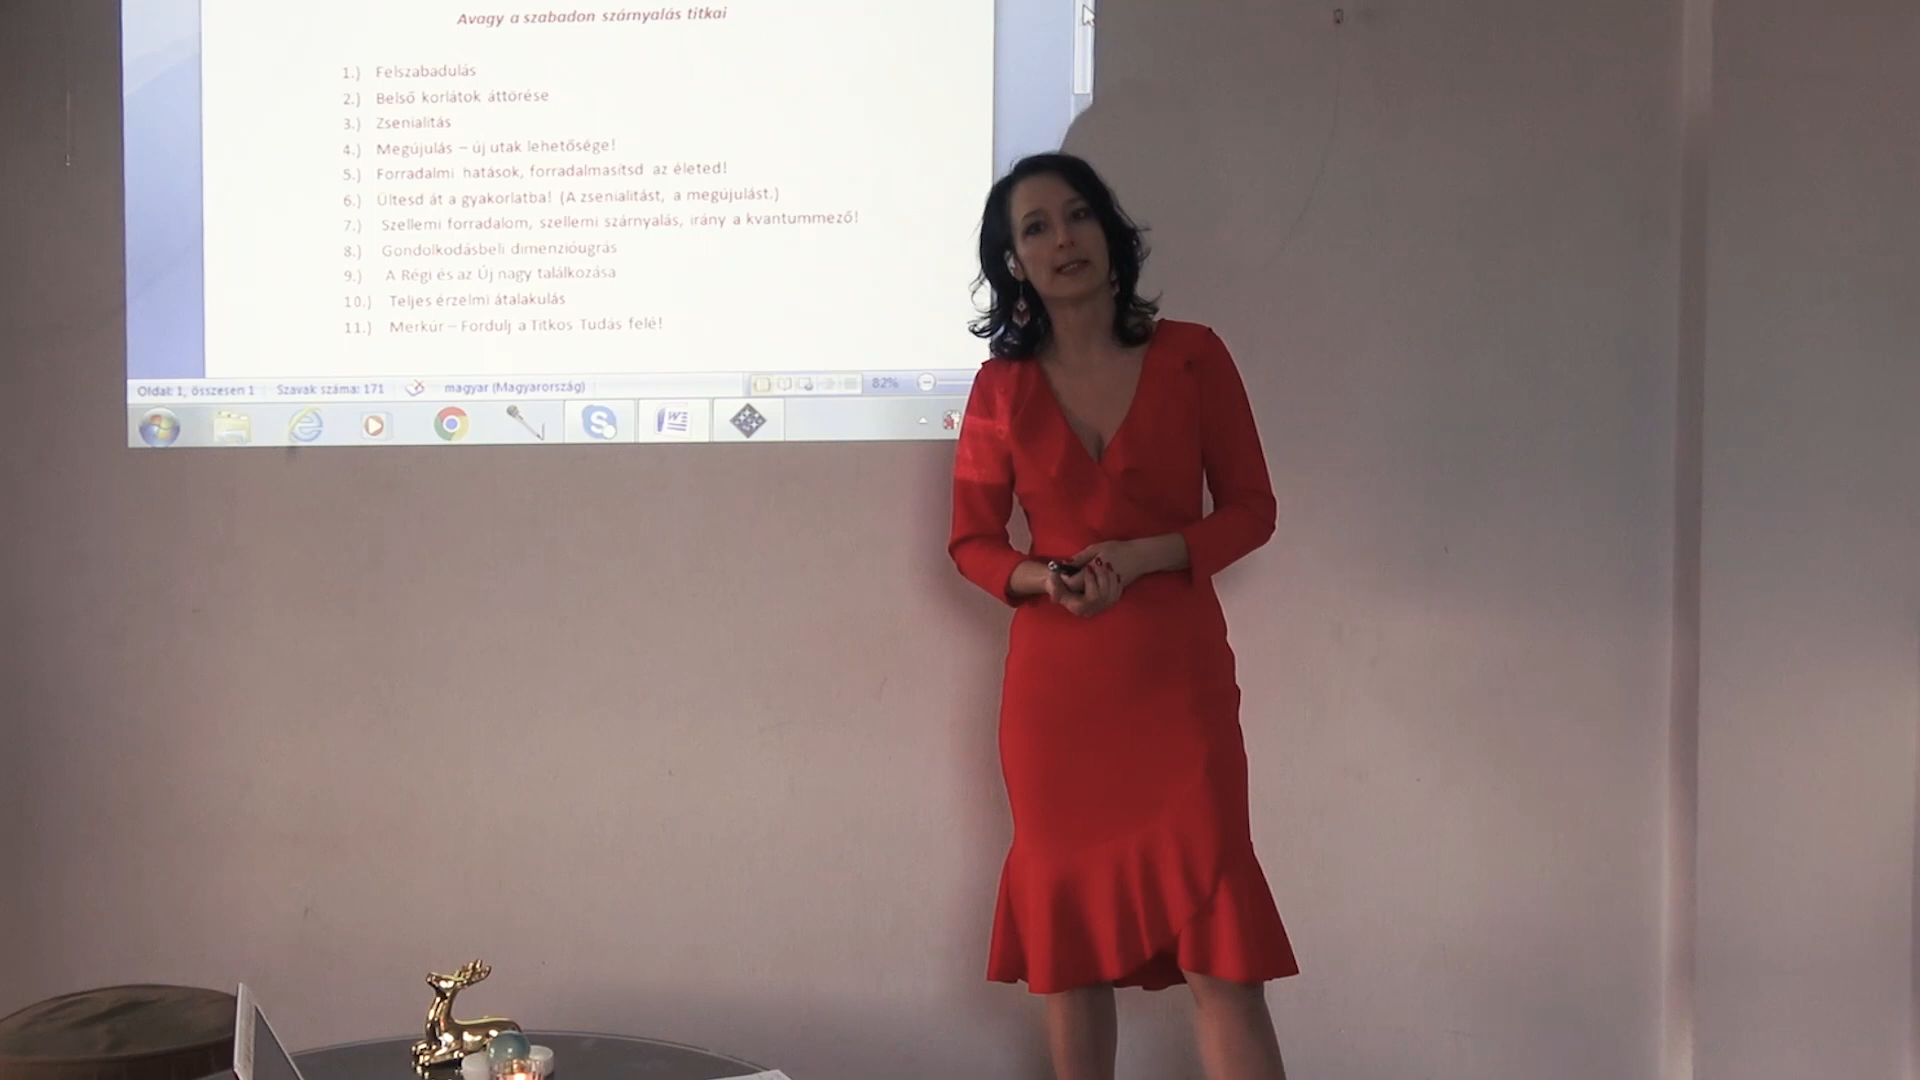 Avagy a szabadon szárnyalás titkai
1.) Felszabadulás
2.) Belső korlátok áttörése
3.) Zsenialitás
4.) Megújulás – új utak lehetősége!
5.) Forradalmi hatások, forradalmasítsd az életed!
6.) Ültesd át a gyakorlatba! (A zsenialitást, a megújulást.)
7.) Szellemi forradalom, szellemi szárnyalás, irány a kvantummező!
8.) Gondolkodásbeli dimenzióugrás
9.) A Régi és az Új nagy találkozása
10.) Teljes érzelmi átalakulás
11.) Merkúr – Fordulj a Titkos Tudás felé!
Oldal: 1, összesen 1 Szavak száma: 171 magyar (Magyarország) 82%